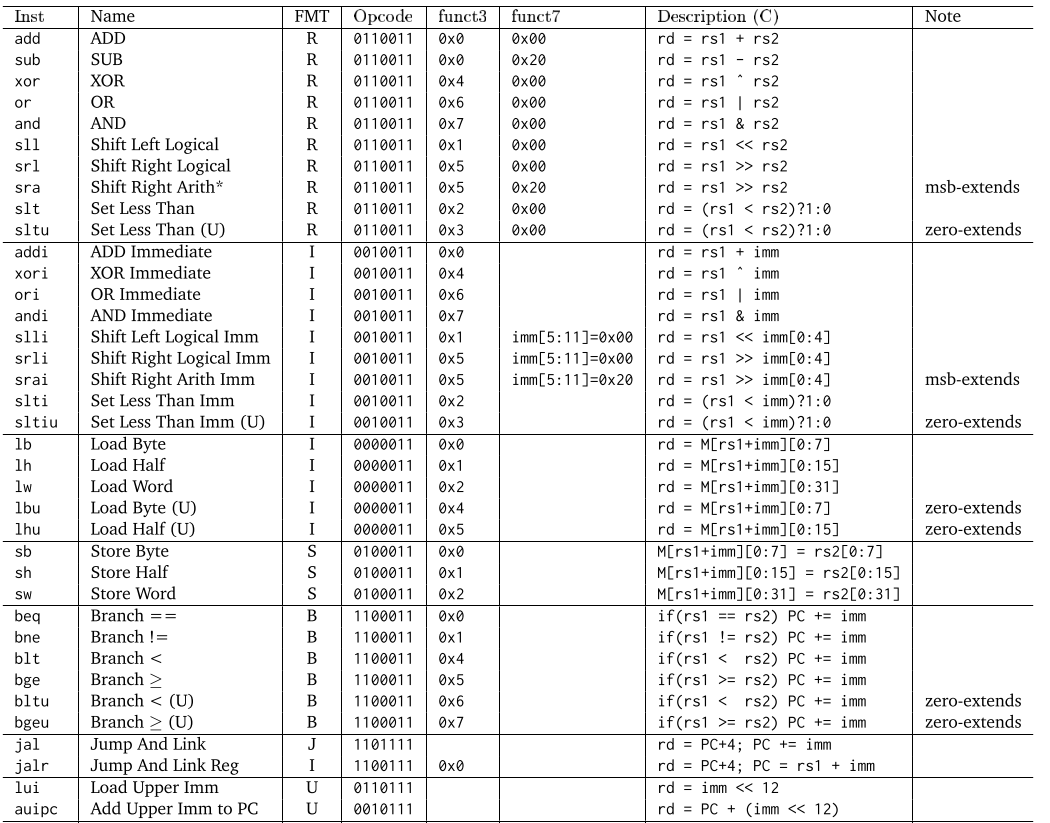 Inst Name FMT Opcode funct3 funct7 Description (C) Note
add ADD R 0110011 0x0 0x00 rd = rs1 + rs2
sub SUB R 0110011 0x0 0x20 rd = rs1 - rs2
xor XOR R 0110011 0x4 0x00 rd = rs1 ^ rs2
or OR R 0110011 0x6 0x00 rd = rs1 | rs2
and AND R 0110011 0x7 0x00 rd = rs1 & rs2
sll Shift Left Logical R 0110011 0x1 0x00 rd = rs1 << rs2
srl Shift Right Logical R 0110011 0x5 0x00 rd = rs1 >> rs2
sra Shift Right Arith* R 0110011 0x5 0x20 rd = rs1 >> rs2 msb-extends
slt Set Less Than R 0110011 0x2 0x00 rd = (rs1 < rs2)?1:0
sltu Set Less Than (U) R 0110011 0x3 0x00 rd = (rs1 < rs2)?1:0 zero-extends
addi ADD Immediate I 0010011 0x0 rd = rs1 + imm
xori XOR Immediate I 0010011 0x4 rd = rs1 ^ imm
ori OR Immediate I 0010011 0x6 rd = rs1 | imm
andi AND Immediate I 0010011 0x7 rd = rs1 & imm
slli Shift Left Logical Imm I 0010011 0x1 imm[5:11]=0x00 rd = rs1 << imm[0:4]
srli Shift Right Logical Imm I 0010011 0x5 imm[5:11]=0x00 rd = rs1 >> imm[0:4]
srai Shift Right Arith Imm I 0010011 0x5 imm[5:11]=0x20 rd = rs1 >> imm[0:4] msb-extends
slti Set Less Than Imm I 0010011 0x2 rd = (rs1 < imm)?1:0
sltiu Set Less Than Imm (U) I 0010011 0x3 rd = (rs1 < imm)?1:0 zero-extends
lb Load Byte I 0000011 0x0 rd = M[rs1+imm][0:7]
lh Load Half I 0000011 0x1 rd = M[rs1+imm][0:15]
lw Load Word I 0000011 0x2 rd = M[rs1+imm][0:31]
lbu Load Byte (U) I 0000011 0x4 rd = M[rs1+imm][0:7] zero-extends
lhu Load Half (U) I 0000011 0x5 rd = M[rs1+imm][0:15] zero-extends
sb Store Byte S 0100011 0x0 M[rs1+imm][0:7] = rs2[0:7]
sh Store Half S 0100011 0x1 M[rs1+imm][0:15] = rs2[0:15]
sw Store Word S 0100011 0x2 M[rs1+imm][0:31] = rs2[0:31]
beq Branch == B 1100011 0x0 if(rs1 == rs2) PC += imm
bne Branch != B 1100011 0x1 if(rs1 != rs2) PC += imm
blt Branch < B 1100011 0x4 if(rs1 < rs2) PC += imm
bge Branch ≥ B 1100011 0x5 if(rs1 >= rs2) PC += imm
bltu Branch < (U) B 1100011 0x6 if(rs1 < rs2) PC += imm zero-extends
bgeu Branch ≥ (U) B 1100011 0x7 if(rs1 >= rs2) PC += imm zero-extends
jal Jump And Link J 1101111 rd = PC+4; PC += imm
jalr Jump And Link Reg I 1100111 0x0 rd = PC+4; PC = rs1 + imm
lui Load Upper Imm U 0110111 rd = imm << 12
auipc Add Upper Imm to PC U 0010111 rd = PC + (imm << 12)